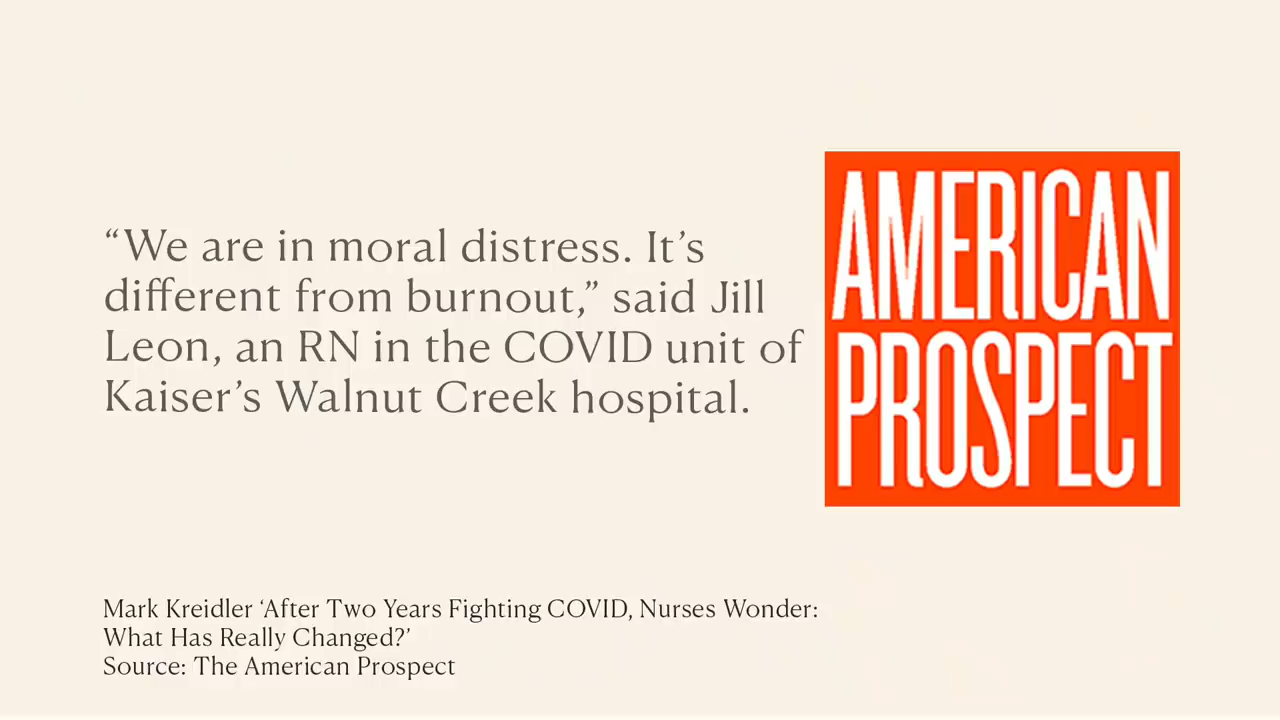 “We are in moral distress. It’s
different from burnout,” said Jill
Leon, an RN in the COVID unit of
Kaiser’s Walnut Creek hospital.
AMERICAN
PROSPECT
Mark Kreidler ‘After Two Years Fighting COVID, Nurses Wonder:
What Has Really Changed?’
Source: The American Prospect